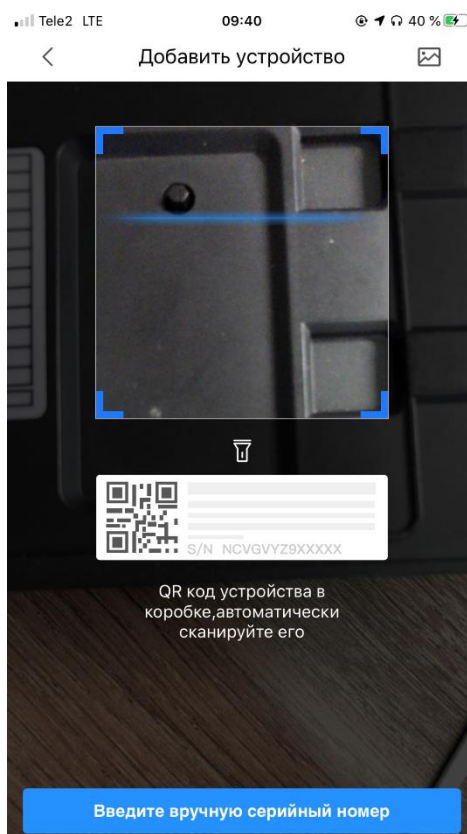 Tele2 LTE 09:40 40 %
Добавить устройство
S/N NCVGVYZ9XXXXX
QR код устройства в
коробке,автоматически
сканируйте его
Введите вручную серийный номер